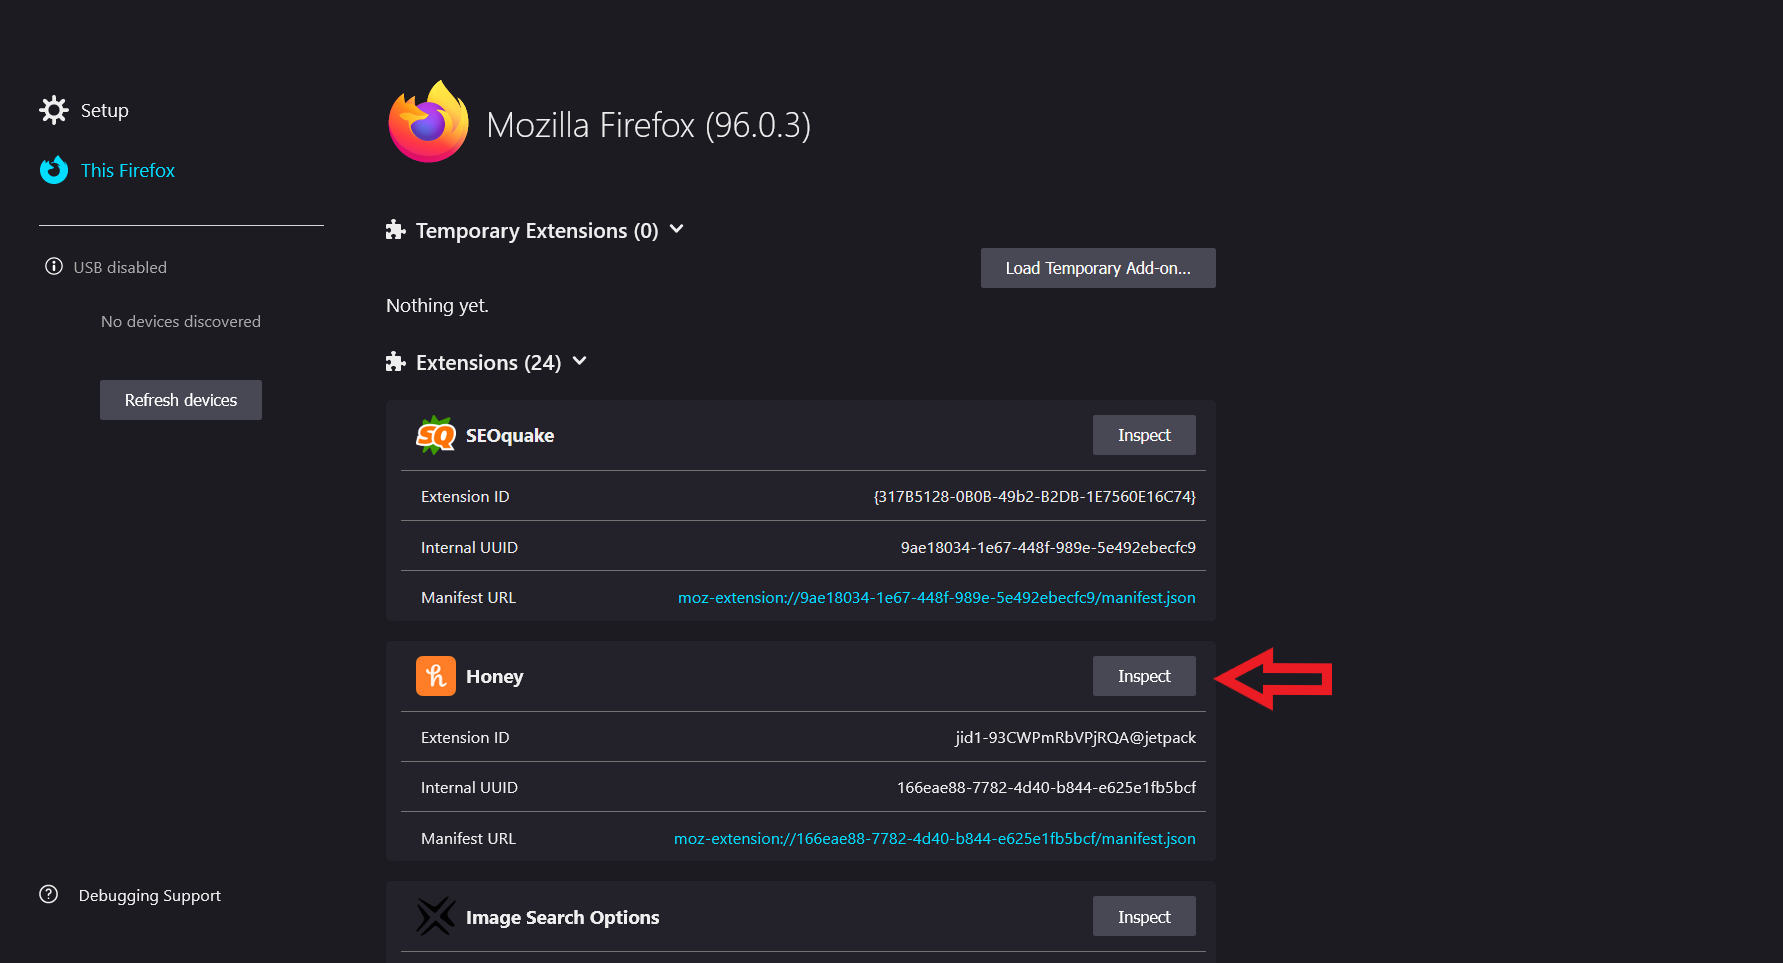 Setup
This Firefox
USB disabled
No devices discovered
Refresh devices
Debugging Support
Mozilla Firefox (96.0.3)
Temporary Extensions (0)
Load Temporary Add-on...
Nothing yet.
Extensions (24)
SQ SEOquake Inspect
Extension ID {317B5128-0B0B-49b2-B2DB-1E7560E16C74}
Internal UUID 9ae18034-1e67-448f-989e-5e492ebecfc9
Manifest URL moz-extension://9ae18034-1e67-448f-989e-5e492ebecfc9/manifest.json
h Honey Inspect
Extension ID jid1-93CWPmRbVPjRQA@jetpack
Internal UUID 166eae88-7782-4d40-b844-e625e1fb5bcf
Manifest URL moz-extension://166eae88-7782-4d40-b844-e625e1fb5bcf/manifest.json
Image Search Options Inspect